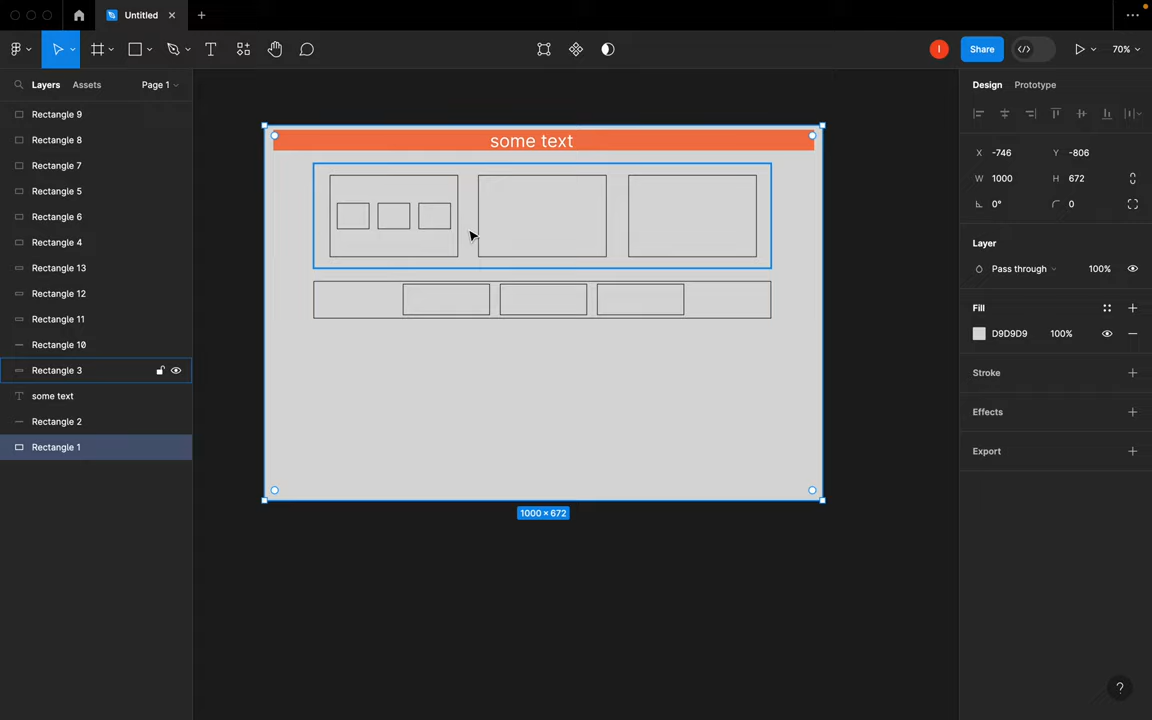 Untitled
Share
70%
Layers
Assets
Page 1
Design
Prototype
Rectangle 9
Rectangle 8
Rectangle 7
Rectangle 5
Rectangle 6
Rectangle 4
Rectangle 13
Rectangle 12
Rectangle 11
Rectangle 10
Rectangle 3
some text
Rectangle 2
Rectangle 1
some text
1000 × 672
I
X -746 Y -806
W 1000 H 672
0° 0
Layer
Pass through 100%
Fill
D9D9D9 100%
Stroke
Effects
Export
?